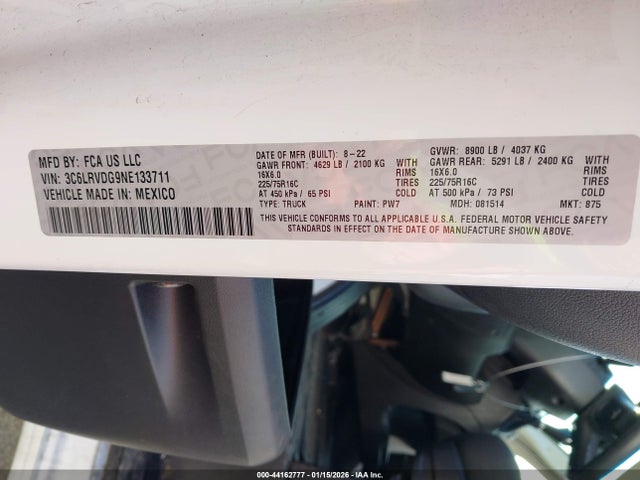 MFD BY: FCA US LLC
VIN: 3C6LRVDG9NE133711
VEHICLE MADE IN: MEXICO
DATE OF MFR (BUILT): 8-22
GAWR FRONT: 4629 LB / 2100 KG WITH
16X6.0 RIMS
225/75R16C TIRES
AT 450 kPa / 65 PSI COLD
TYPE: TRUCK PAINT: PW7
GVWR: 8900 LB / 4037 KG
GAWR REAR: 5291 LB / 2400 KG WITH
16X6.0 RIMS
225/75R16C TIRES
AT 500 kPa / 73 PSI COLD
MDH: 081514 MKT: 875
THIS VEHICLE CONFORMS TO ALL APPLICABLE U.S.A. FEDERAL MOTOR VEHICLE SAFETY
STANDARDS IN EFFECT ON THE DATE OF MANUFACTURE SHOWN ABOVE.
000-44162777 - 01/15/2026 - IAA Inc.